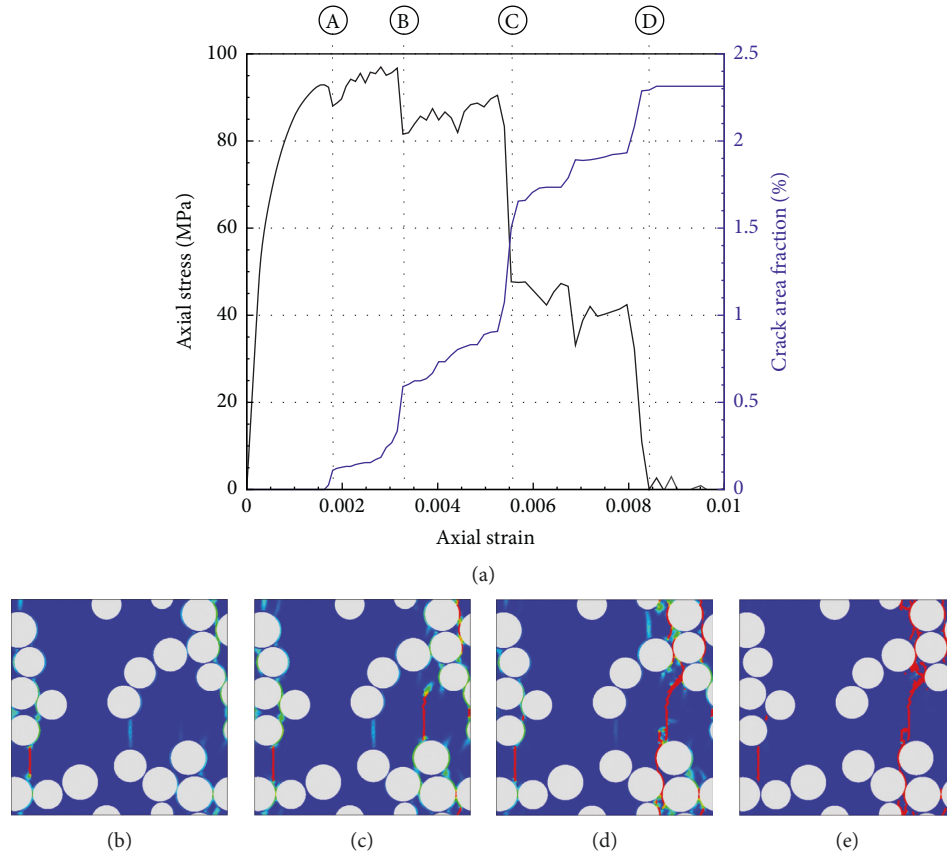 A B C D
100 2.5
80 2
60 1.5
40 1
20 0.5
0 0
0 0.002 0.004 0.006 0.008 0.01
Axial stress (MPa)
Crack area fraction (%)
Axial strain
(a)
(b) (c) (d) (e)